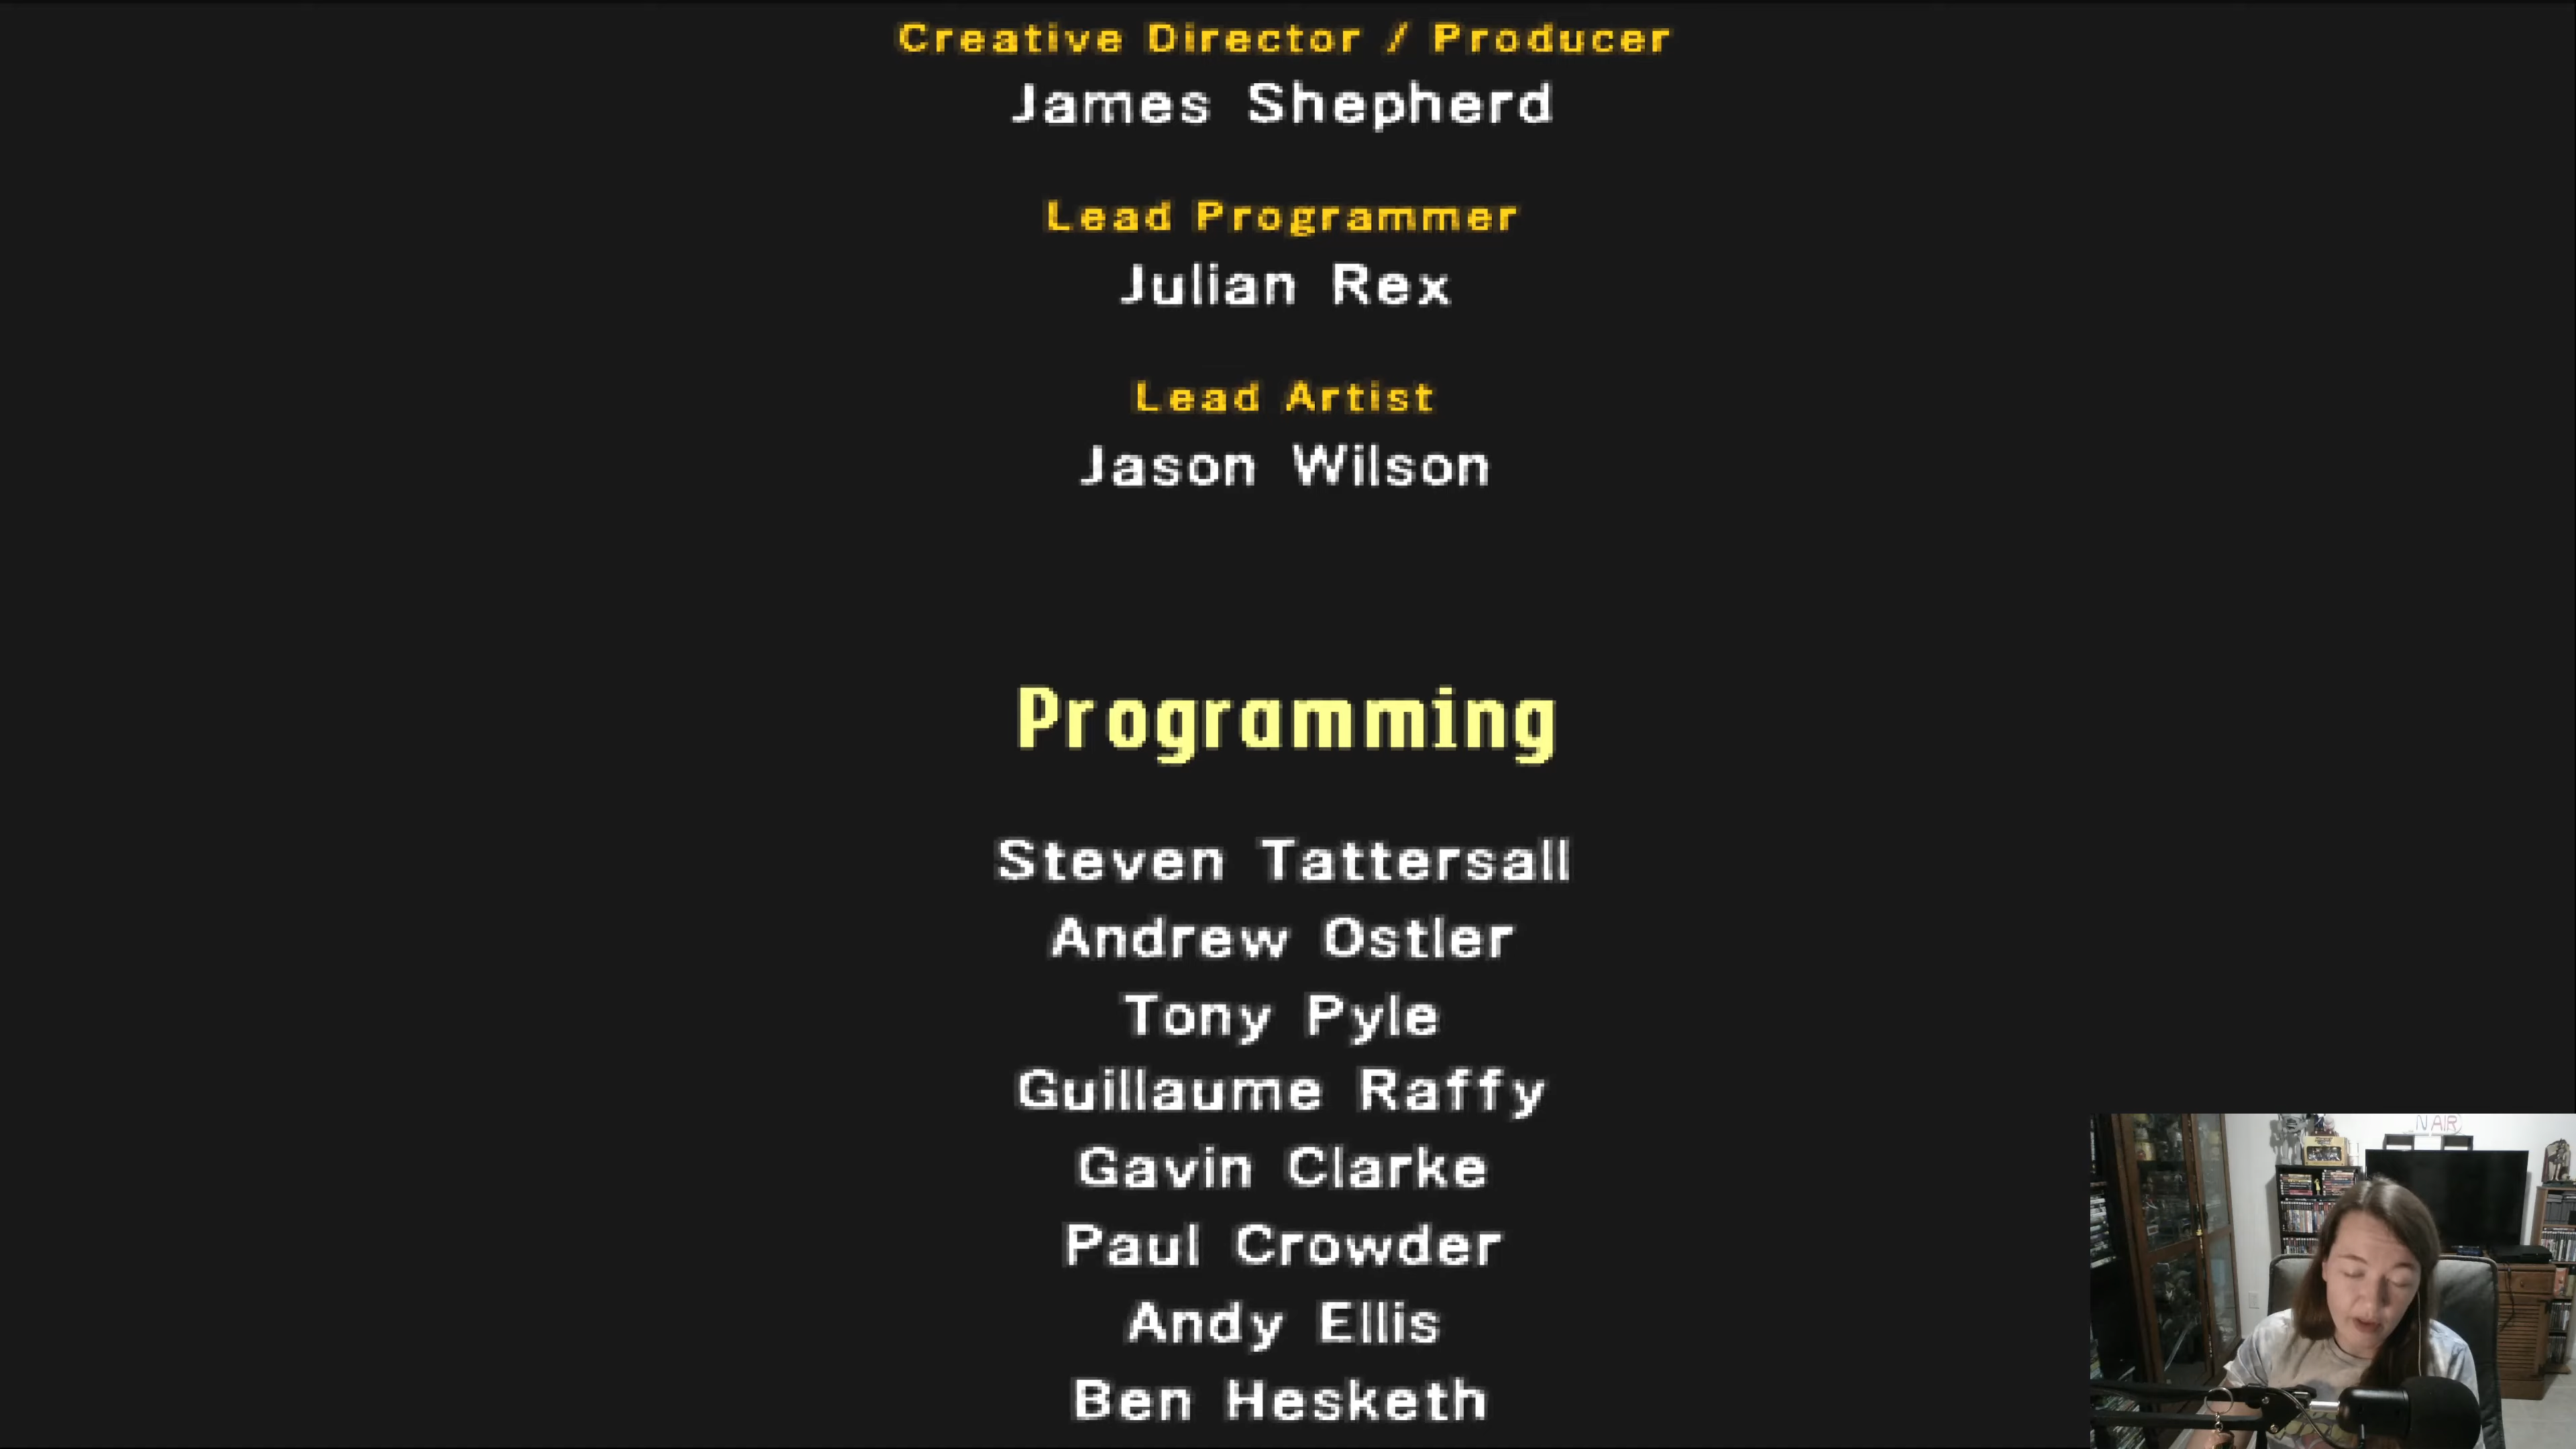 Creative Director / Producer
James Shepherd
Lead Programmer
Julian Rex
Lead Artist
Jason Wilson
Programming
Steven Tattersall
Andrew Ostler
Tony Pyle
Guillaume Raffy
Gavin Clarke
Paul Crowder
Andy Ellis
Ben Hesketh
N AIR